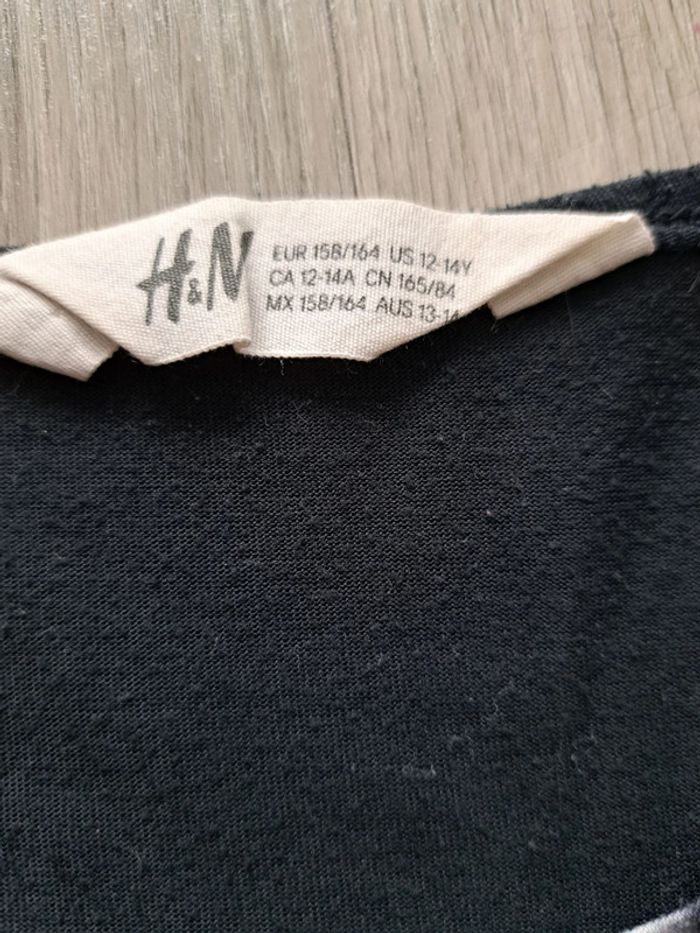 H&M
EUR 158/164 US 12-14Y
CA 12-14A CN 165/84
MX 158/164 AUS 13-14